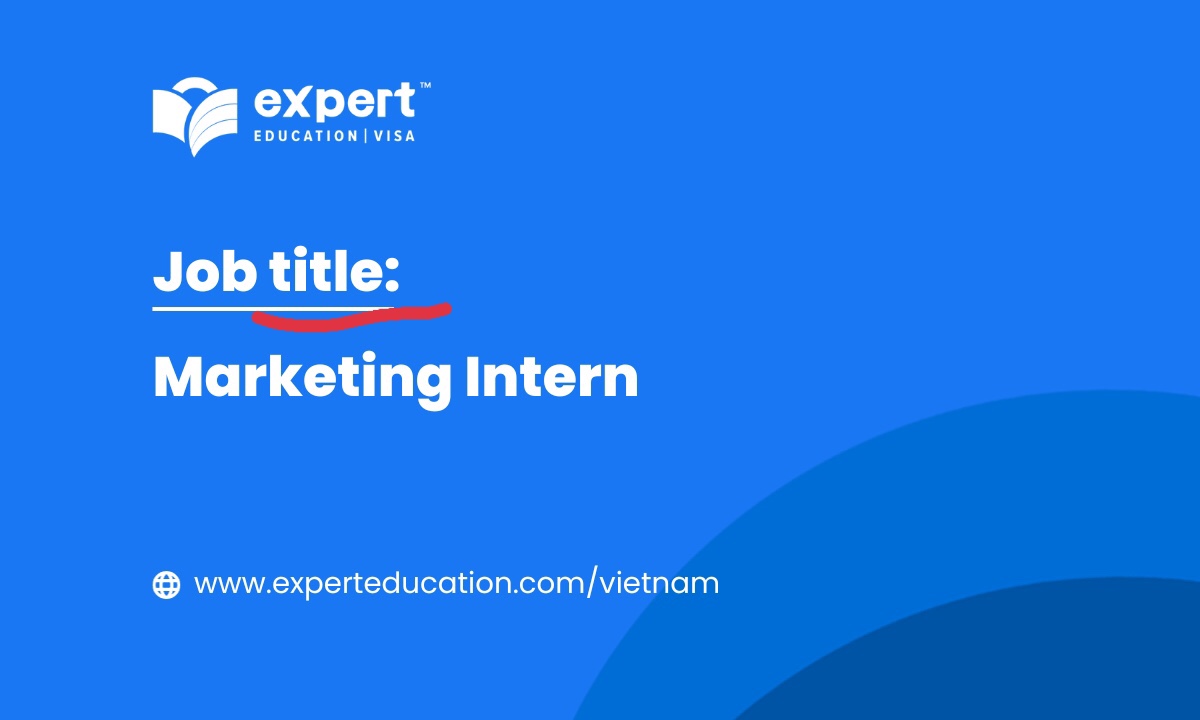 expert™
EDUCATION | VISA
Job title:
Marketing Intern
www.experteducation.com/vietnam